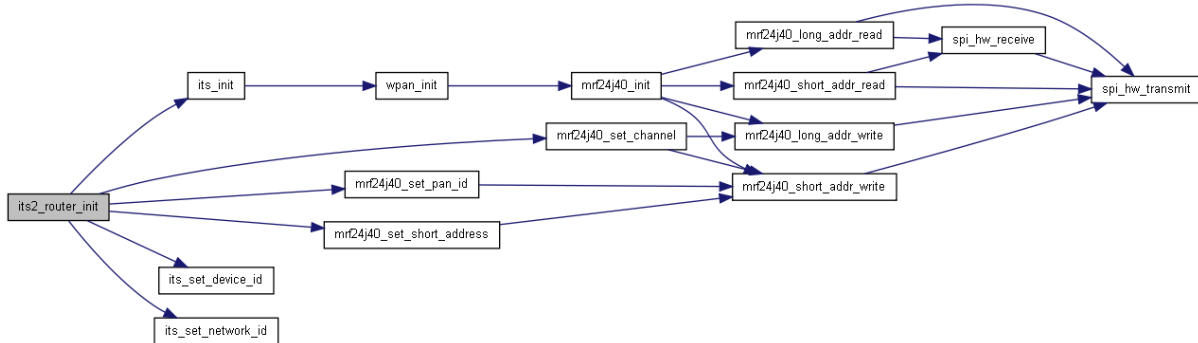 mrf24j40_long_addr_read
spi_hw_receive
its_init
wpan_init
mrf24j40_init
mrf24j40_short_addr_read
spi_hw_transmit
mrf24j40_set_channel
mrf24j40_long_addr_write
mrf24j40_set_pan_id
mrf24j40_short_addr_write
its2_router_init
mrf24j40_set_short_address
its_set_device_id
its_set_network_id